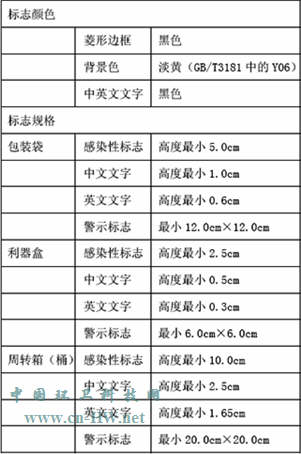 标志颜色
菱形边框 黑色
背景色 淡黄（GB/T3181 中的 Y06）
中英文文字 黑色
标志规格
包装袋 感染性标志 高度最小 5.0cm
中文文字 高度最小 1.0cm
英文文字 高度最小 0.6cm
警示标志 最小 12.0cm×12.0cm
利器盒 感染性标志 高度最小 2.5cm
中文文字 高度最小 0.5cm
英文文字 高度最小 0.3cm
警示标志 最小 6.0cm×6.0cm
周转箱（桶） 感染性标志 高度最小 10.0cm
中文文字 高度最小 2.5cm
中国环卫科技网
英文文字 高度最小 1.65cm
www.cn-hw.net
警示标志 最小 20.0cm×20.0cm